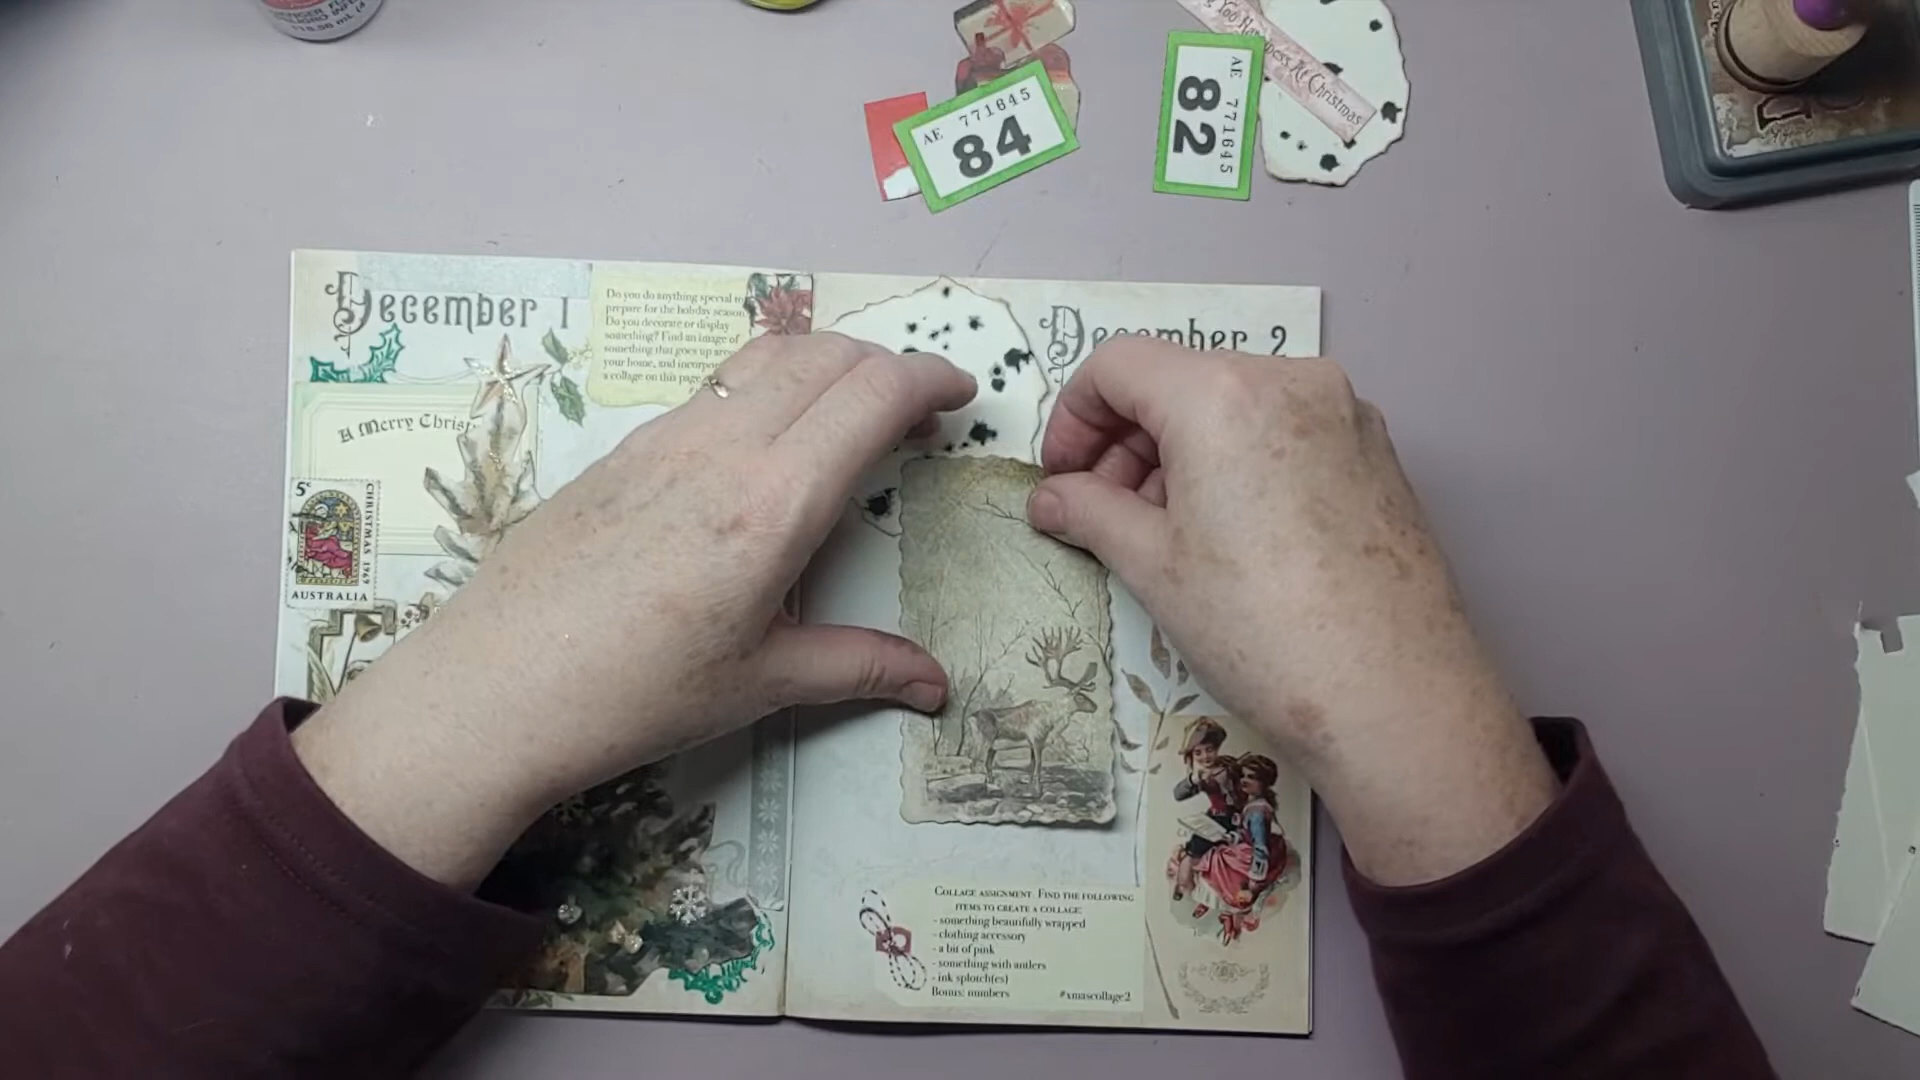 AE 771645
84
AE 771645
82
You Happiness At Christmas
December 1
Do you do anything special to
prepare for the holiday season
Do you decorate or display
something? Find an image of
something that goes up
your home, and
a collage on this page
A Merry
5c
CHRISTMAS 1969
AUSTRALIA
December 2
COLLAGE ASSIGNMENT: FIND THE FOLLOWING
ITEMS TO CREATE A COLLAGE:
- something beautifully wrapped
- clothing accessory
- a bit of pink
- something with antlers
- ink splotch(es)
Bonus: numbers #xmascollage2